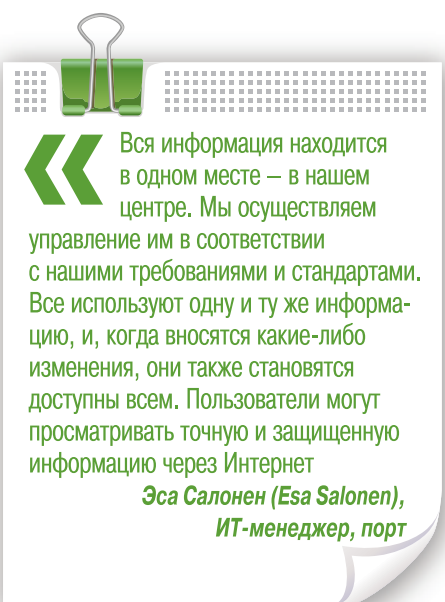 «
Вся информация находится
в одном месте – в нашем
центре. Мы осуществляем
управление им в соответствии
с нашими требованиями и стандартами.
Все используют одну и ту же информа-
цию, и, когда вносятся какие-либо
изменения, они также становятся
доступны всем. Пользователи могут
просматривать точную и защищенную
информацию через Интернет
Эса Салонен (Esa Salonen),
ИТ-менеджер, порт